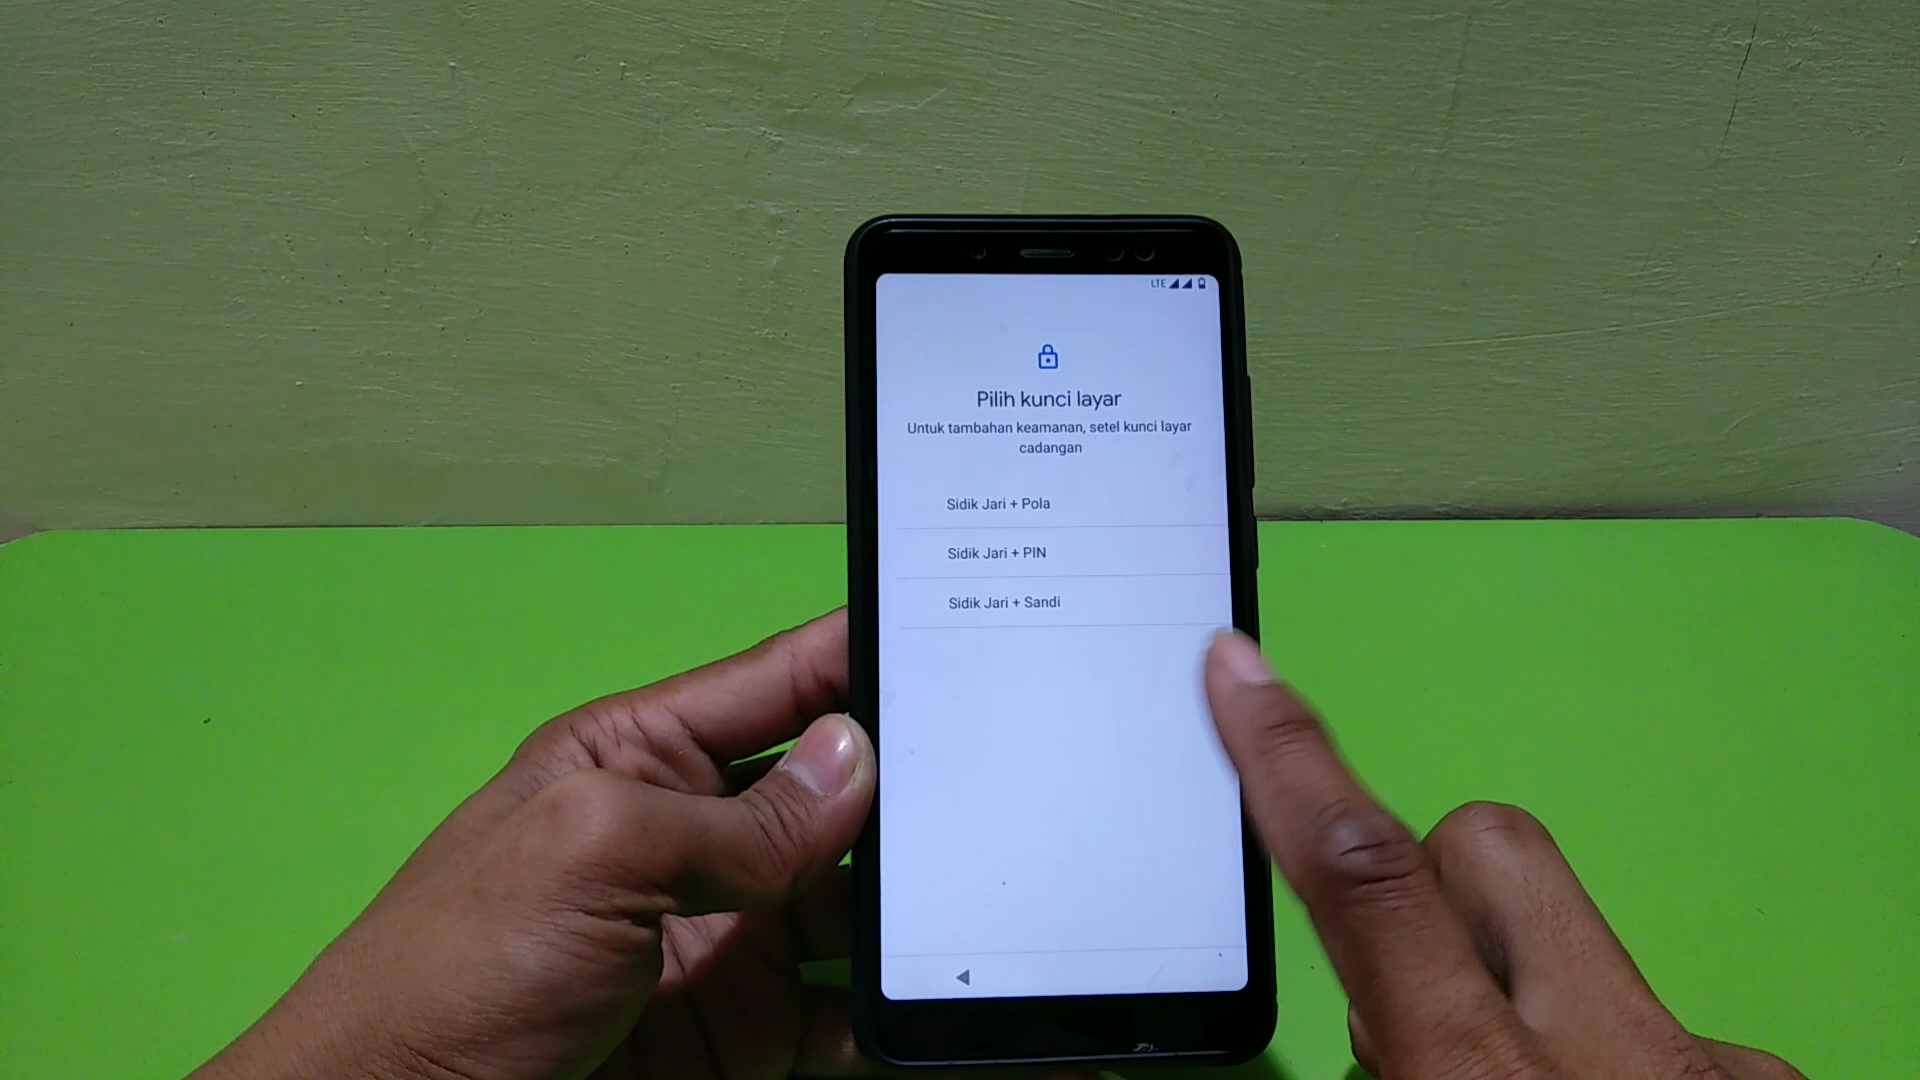 LTE
Pilih kunci layar
Untuk tambahan keamanan, setel kunci layar
cadangan
Sidik Jari + Pola
Sidik Jari + PIN
Sidik Jari + Sandi